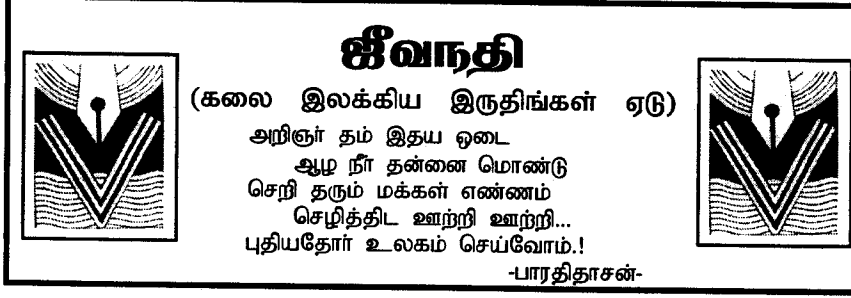 ஜீவநதி
(கலை இலக்கிய இருதிங்கள் ஏடு)
அறிஞர் தம் இதய ஒடை
ஆழ நீர் தன்னை மொண்டு
செறி தரும் மக்கள் எண்ணம்
செழித்திட ஊற்றி ஊற்றி...
புதியதோர் உலகம் செய்வோம்.!
-பாரதிதாசன்-